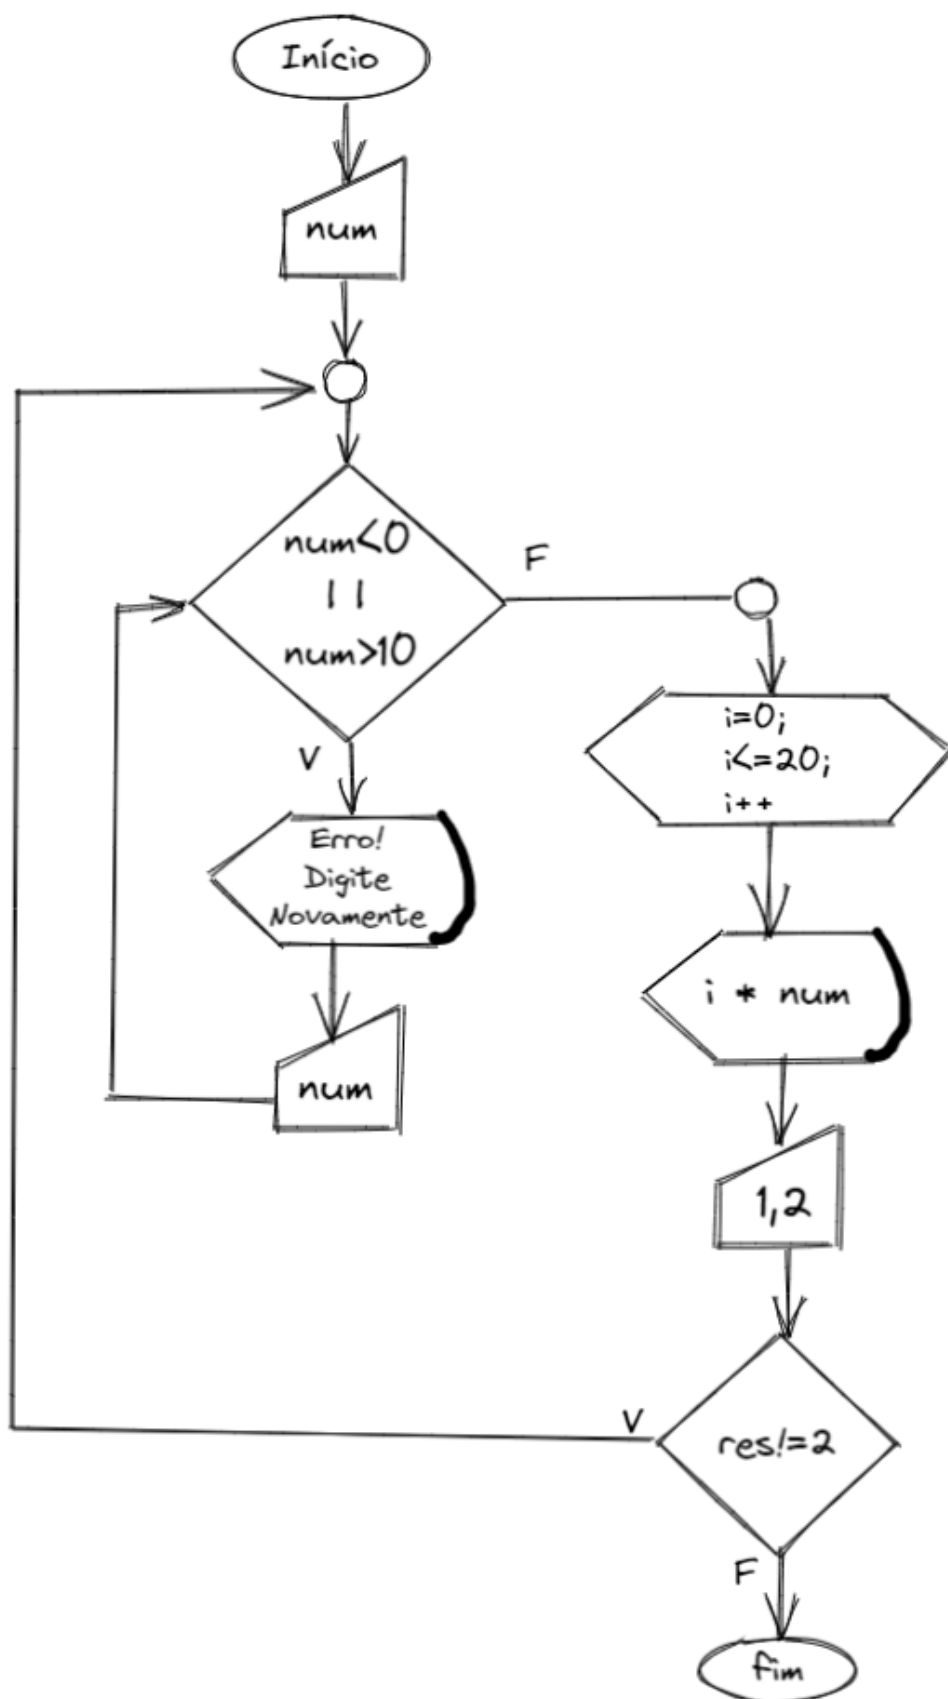 Início
num
num<0
||
num>10
F
V
Erro!
Digite
Novamente
num
i=0;
i<=20;
i++
i * num
1,2
res!=2
V
F
fim